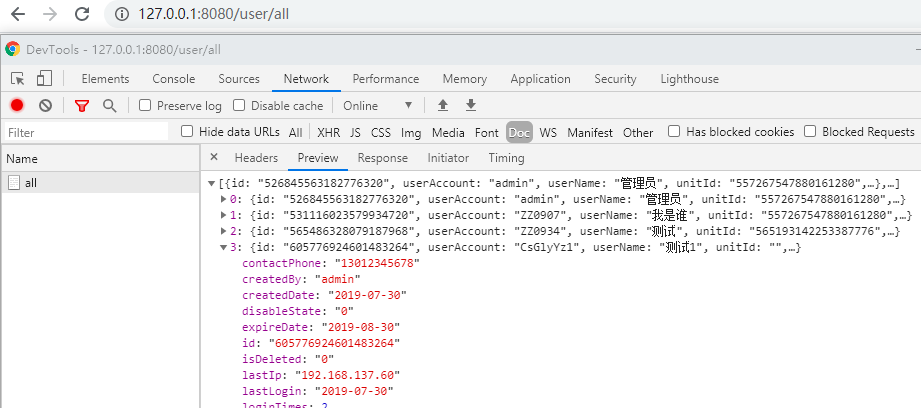 127.0.0.1:8080/user/all
DevTools - 127.0.0.1:8080/user/all
Elements Console Sources Network Performance Memory Application Security Lighthouse
Preserve log Disable cache Online
Filter Hide data URLs All XHR JS CSS Img Media Font Doc WS Manifest Other Has blocked cookies Blocked Requests
Name × Headers Preview Response Initiator Timing
all
[{id: "526845563182776320", userAccount: "admin", userName: "管理员", unitId: "557267547880161280",…},…]
0: {id: "526845563182776320", userAccount: "admin", userName: "管理员", unitId: "557267547880161280",…}
1: {id: "531116023579934720", userAccount: "ZZ0907", userName: "我是谁", unitId: "557267547880161280",…}
2: {id: "565486328079187968", userAccount: "ZZ0934", userName: "测试", unitId: "565193142253387776",…}
3: {id: "605776924601483264", userAccount: "CsGlyYz1", userName: "测试1", unitId: "",…}
contactPhone: "13012345678"
createdBy: "admin"
createdDate: "2019-07-30"
disableState: "0"
expireDate: "2019-08-30"
id: "605776924601483264"
isDeleted: "0"
lastIp: "192.168.137.60"
lastLogin: "2019-07-30"
loginTimes: 2